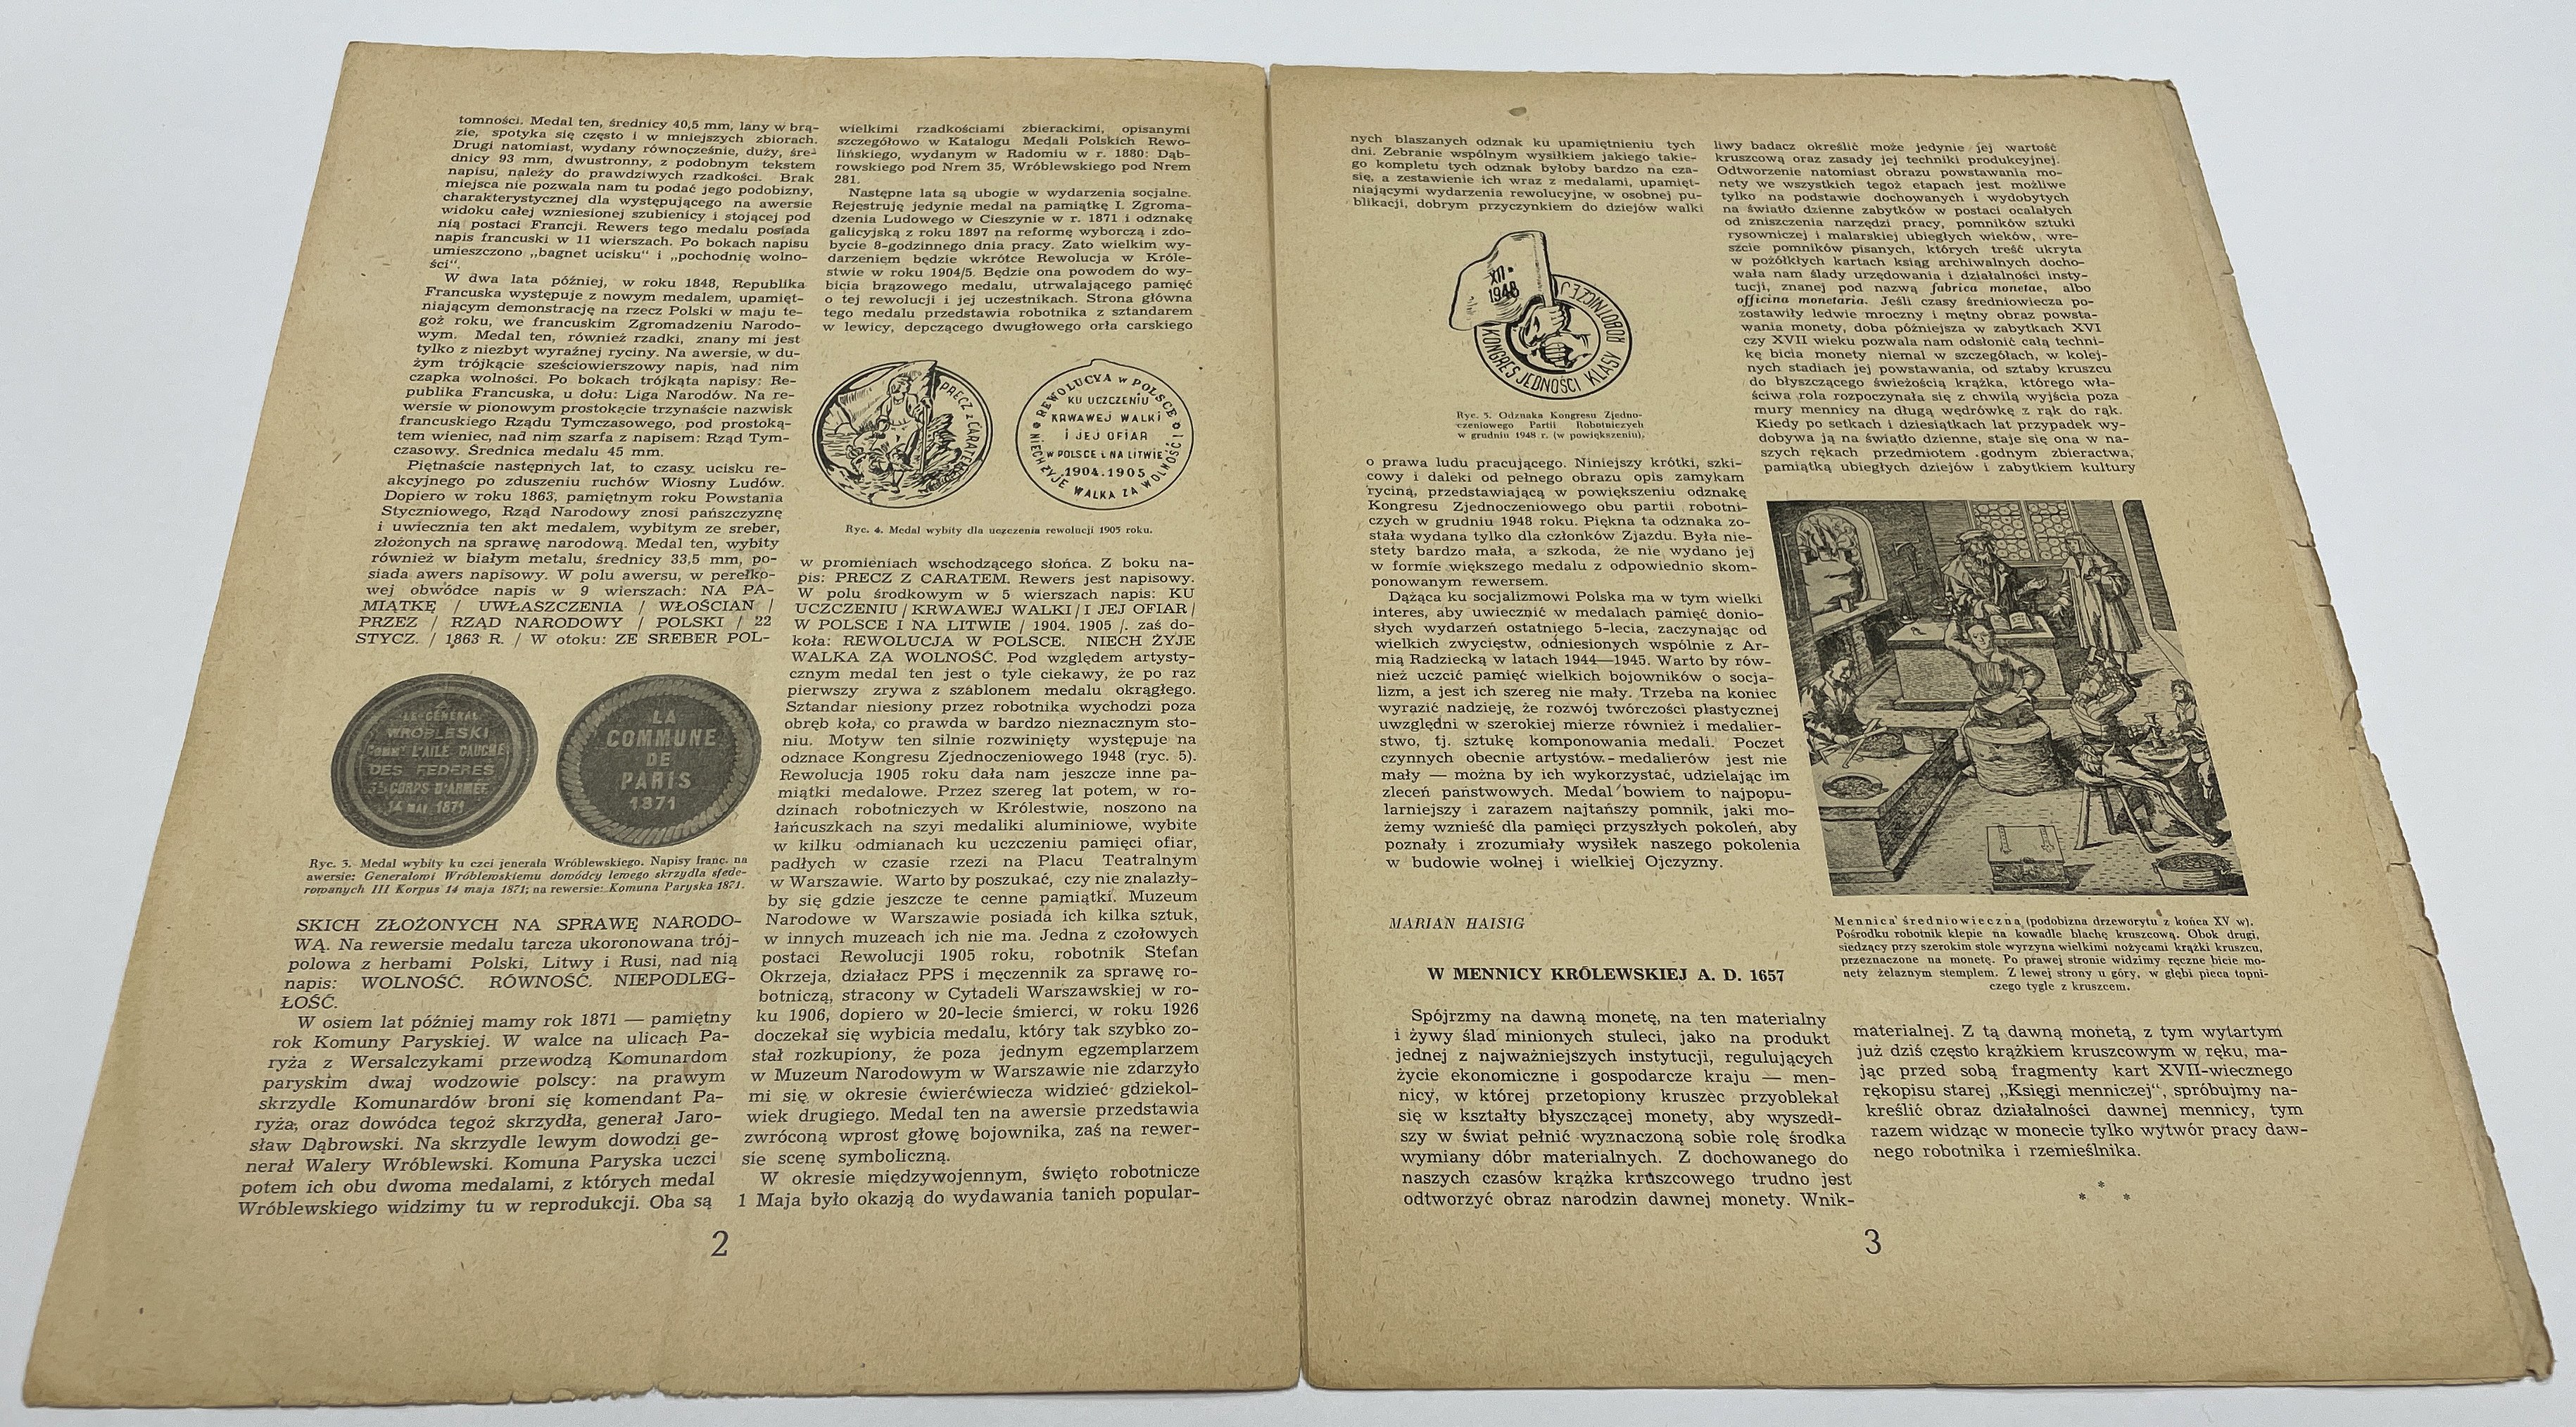 tomności. Medal ten, średnicy 40,5 mm, lany w brą-
zie, spotyka się często i w mniejszych zbiorach.
Drugi natomiast, wydany równocześnie, duży, śre-
dnicy 93 mm, dwustronny, z podobnym tekstem
napisu, należy do prawdziwych rzadkości. Brak
miejsca nie pozwala nam tu podać jego podobizny,
charakterystycznej dla występującego na awersie
widoku całej wzniesionej szubienicy i stojącej pod
nią postaci Francji. Rewers tego medalu posiada
napis francuski w 11 wierszach. Po bokach napisu
umieszczono „bagnet ucisku“ i „pochodnię wolno-
ści“.
W dwa lata później, w roku 1848, Republika
Francuska występuje z nowym medalem, upamięt-
niającym demonstrację na rzecz Polski w maju te-
goż roku, we francuskim Zgromadzeniu Narodo-
wym. Medal ten, również rzadki, znany mi jest
tylko z niezbyt wyraźnej ryciny. Na awersie, w du-
żym trójkącie sześciowierszowy napis, nad nim
czapka wolności. Po bokach trójkąta napisy: Re-
publika Francuska, u dołu: Liga Narodów. Na re-
wersie w pionowym prostokącie trzynaście nazwisk
francuskiego Rządu Tymczasowego, pod prostoką-
tem wieniec, nad nim szarfa z napisem: Rząd Tym-
czasowy. Średnica medalu 45 mm.
Piętnaście następnych lat, to czasy ucisku re-
akcyjnego po zduszeniu ruchów Wiosny Ludów.
Dopiero w roku 1863, pamiętnym roku Powstania
Styczniowego, Rząd Narodowy znosi pańszczyznę
i uwiecznia ten akt medalem, wybitym ze sreber,
złożonych na sprawę narodową. Medal ten, wybity
również w białym metalu, średnicy 33,5 mm, po-
siada awers napisowy. W polu awersu, w perełko-
wej obwódce napis w 9 wierszach: NA PA-
MIĄTKĘ / UWŁASZCZENIA / WŁOŚCIAN /
PRZEZ / RZĄD NARODOWY / POLSKI / 22
STYCZ. / 1863 R. / W otoku: ZE SREBER POL-
LE GENERAL
WROBLESKI
COMMT L'AILE GAUCHE
DES FEDERES
3E CORPS D'ARMÉE
14 MAI 1871
LA
COMMUNE
DE
PARIS
1871
Ryc. 3. Medal wybity ku czci jenerała Wróblewskiego. Napisy franc. na
awersie: Generałowi Wróblewskiemu dowódcy lewego skrzydła sfede-
rowanych III Korpus 14 maja 1871; na rewersie: Komuna Paryska 1871.
SKICH ZŁOŻONYCH NA SPRAWĘ NARODO-
WĄ. Na rewersie medalu tarcza ukoronowana trój-
polowa z herbami Polski, Litwy i Rusi, nad nią
napis: WOLNOŚĆ. RÓWNOŚĆ. NIEPODLEG-
ŁOŚĆ.
W osiem lat później mamy rok 1871 — pamiętny
rok Komuny Paryskiej. W walce na ulicach Pa-
ryża z Wersalczykami przewodzą Komunardom
paryskim dwaj wodzowie polscy: na prawym
skrzydle Komunardów broni się komendant Pa-
ryża, oraz dowódca tegoż skrzydła, generał Jaro-
sław Dąbrowski. Na skrzydle lewym dowodzi ge-
nerał Walery Wróblewski. Komuna Paryska uczci
potem ich obu dwoma medalami, z których medal
Wróblewskiego widzimy tu w reprodukcji. Oba są
wielkimi rzadkościami zbierackimi, opisanymi
szczegółowo w Katalogu Medali Polskich Rewo-
lińskiego, wydanym w Radomiu w r. 1880: Dąb-
rowskiego pod Nrem 35, Wróblewskiego pod Nrem
281.
Następne lata są ubogie w wydarzenia socjalne.
Rejestruję jedynie medal na pamiątkę I. Zgroma-
dzenia Ludowego w Cieszynie w r. 1871 i odznakę
galicyjską z roku 1897 na reformę wyborczą i zdo-
bycie 8-godzinnego dnia pracy. Zato wielkim wy-
darzeniem będzie wkrótce Rewolucja w Króle-
stwie w roku 1904/5. Będzie ona powodem do wy-
bicia brązowego medalu, utrwalającego pamięć
o tej rewolucji i jej uczestnikach. Strona główna
tego medalu przedstawia robotnika z sztandarem
w lewicy, depczącego dwugłowego orła carskiego
PRECZ z CARATEM
REWOLUCYA w POLSCE
KU UCZCZENIU
KRWAWEJ WALKI
I JEJ OFIAR
w POLSCE i NA LITWIE
1904.1905
NIECH ŻYJE WALKA ZA WOLNOŚĆ!
Ryc. 4. Medal wybity dla uczczenia rewolucji 1905 roku.
w promieniach wschodzącego słońca. Z boku na-
pis: PRECZ Z CARATEM. Rewers jest napisowy.
W polu środkowym w 5 wierszach napis: KU
UCZCZENIU / KRWAWEJ WALKI / I JEJ OFIAR /
W POLSCE I NA LITWIE / 1904. 1905 /. zaś do-
koła: REWOLUCJA W POLSCE. NIECH ŻYJE
WALKA ZA WOLNOŚĆ. Pod względem artysty-
cznym medal ten jest o tyle ciekawy, że po raz
pierwszy zrywa z szablonem medalu okrągłego.
Sztandar niesiony przez robotnika wychodzi poza
obręb koła, co prawda w bardzo nieznacznym sto-
niu. Motyw ten silnie rozwinięty występuje na
odznace Kongresu Zjednoczeniowego 1948 (ryc. 5).
Rewolucja 1905 roku dała nam jeszcze inne pa-
miątki medalowe. Przez szereg lat potem, w ro-
dzinach robotniczych w Królestwie, noszono na
łańcuszkach na szyi medaliki aluminiowe, wybite
w kilku odmianach ku uczczeniu pamięci ofiar,
padłych w czasie rzezi na Placu Teatralnym
w Warszawie. Warto by poszukać, czy nie znalazły-
by się gdzie jeszcze te cenne pamiątki. Muzeum
Narodowe w Warszawie posiada ich kilka sztuk,
w innych muzeach ich nie ma. Jedna z czołowych
postaci Rewolucji 1905 roku, robotnik Stefan
Okrzeja, działacz PPS i męczennik za sprawę ro-
botniczą, stracony w Cytadeli Warszawskiej w ro-
ku 1906, dopiero w 20-lecie śmierci, w roku 1926
doczekał się wybicia medalu, który tak szybko zo-
stał rozkupiony, że poza jednym egzemplarzem
w Muzeum Narodowym w Warszawie nie zdarzyło
mi się w okresie ćwierćwiecza widzieć gdziekol-
wiek drugiego. Medal ten na awersie przedstawia
zwróconą wprost głowę bojownika, zaś na rewer-
sie scenę symboliczną.
W okresie międzywojennym, święto robotnicze
1 Maja było okazją do wydawania tanich popular-
2
nych blaszanych odznak ku upamiętnieniu tych
dni. Zebranie wspólnym wysiłkiem jakiego takie-
go kompletu tych odznak byłoby bardzo na cza-
się, a zestawienie ich wraz z medalami, upamięt-
niającymi wydarzenia rewolucyjne, w osobnej pu-
blikacji, dobrym przyczynkiem do dziejów walki
XII
1948
KONGRES JEDNOŚCI KLASY ROBOTNICZEJ
Ryc. 5. Odznaka Kongresu Zjedno-
czeniowego Partii Robotniczych
w grudniu 1948 r. (w powiększeniu).
o prawa ludu pracującego. Niniejszy krótki, szki-
cowy i daleki od pełnego obrazu opis zamykam
ryciną, przedstawiającą w powiększeniu odznakę
Kongresu Zjednoczeniowego obu partii robotni-
czych w grudniu 1948 roku. Piękna ta odznaka zo-
stała wydana tylko dla członków Zjazdu. Była nie-
stety bardzo mała, a szkoda, że nie wydano jej
w formie większego medalu z odpowiednio skom-
ponowanym rewersem.
Dążąca ku socjalizmowi Polska ma w tym wielki
interes, aby uwiecznić w medalach pamięć donio-
słych wydarzeń ostatniego 5-lecia, zaczynając od
wielkich zwycięstw, odniesionych wspólnie z Ar-
mią Radziecką w latach 1944—1945. Warto by rów-
nież uczcić pamięć wielkich bojowników o socja-
lizm, a jest ich szereg nie mały. Trzeba na koniec
wyrazić nadzieję, że rozwój twórczości plastycznej
uwzględni w szerokiej mierze również i medalier-
stwo, tj. sztukę komponowania medali. Poczet
czynnych obecnie artystów-medalierów jest nie
mały — można by ich wykorzystać, udzielając im
zleceń państwowych. Medal bowiem to najpopu-
larniejszy i zarazem najtańszy pomnik, jaki mo-
żemy wznieść dla pamięci przyszłych pokoleń, aby
poznały i zrozumiały wysiłek naszego pokolenia
w budowie wolnej i wielkiej Ojczyzny.
MARIAN HAISIG
W MENNICY KRÓLEWSKIEJ A. D. 1657
Spójrzmy na dawną monetę, na ten materialny
i żywy ślad minionych stuleci, jako na produkt
jednej z najważniejszych instytucji, regulujących
życie ekonomiczne i gospodarcze kraju — men-
nicy, w której przetopiony kruszec przyoblekał
się w kształty błyszczącej monety, aby wyszedł-
szy w świat pełnić wyznaczoną sobie rolę środka
wymiany dóbr materialnych. Z dochowanego do
naszych czasów krążka kruszcowego trudno jest
odtworzyć obraz narodzin dawnej monety. Wnik-
liwy badacz określić może jedynie jej wartość
kruszcową oraz zasady jej techniki produkcyjnej.
Odtworzenie natomiast obrazu powstawania mo-
nety we wszystkich tegoż etapach jest możliwe
tylko na podstawie dochowanych i wydobytych
na światło dzienne zabytków w postaci ocalałych
od zniszczenia narzędzi pracy, pomników sztuki
rysowniczej i malarskiej ubiegłych wieków, wre-
szcie pomników pisanych, których treść ukryta
w pożółkłych kartach ksiąg archiwalnych docho-
wała nam ślady urzędowania i działalności insty-
tucji, znanej pod nazwą fabrica monetae, albo
officina monetaria. Jeśli czasy średniowiecza po-
zostawiły ledwie mroczny i mętny obraz powsta-
wania monety, doba późniejsza w zabytkach XVI
czy XVII wieku pozwala nam odsłonić całą techni-
kę bicia monety niemal w szczegółach, w kolej-
nych stadiach jej powstawania, od sztaby kruszcu
do błyszczącego świeżością krążka, którego wła-
ściwa rola rozpoczynała się z chwilą wyjścia poza
mury mennicy na długą wędrówkę z rąk do rąk.
Kiedy po setkach i dziesiątkach lat przypadek wy-
dobywa ją na światło dzienne, staje się ona w na-
szych rękach przedmiotem godnym zbieractwa,
pamiątką ubiegłych dziejów i zabytkiem kultury
Mennica średniowieczna (podobizna drzeworytu z końca XV w).
Pośrodku robotnik klepie na kowadle blachę kruszcową. Obok drugi,
siedzący przy szerokim stole wyrzyna wielkimi nożycami krążki kruszcu,
przeznaczone na monetę. Po prawej stronie widzimy ręczne bicie mo-
nety żelaznym stemplem. Z lewej strony u góry, w głębi pieca topni-
czego tygle z kruszcem.
materialnej. Z tą dawną monetą, z tym wytartym
już dziś często krążkiem kruszcowym w ręku, ma-
jąc przed sobą fragmenty kart XVII-wiecznego
rękopisu starej „Księgi menniczej“, spróbujmy na-
kreślić obraz działalności dawnej mennicy, tym
razem widząc w monecie tylko wytwór pracy daw-
nego robotnika i rzemieślnika.
* * *
3